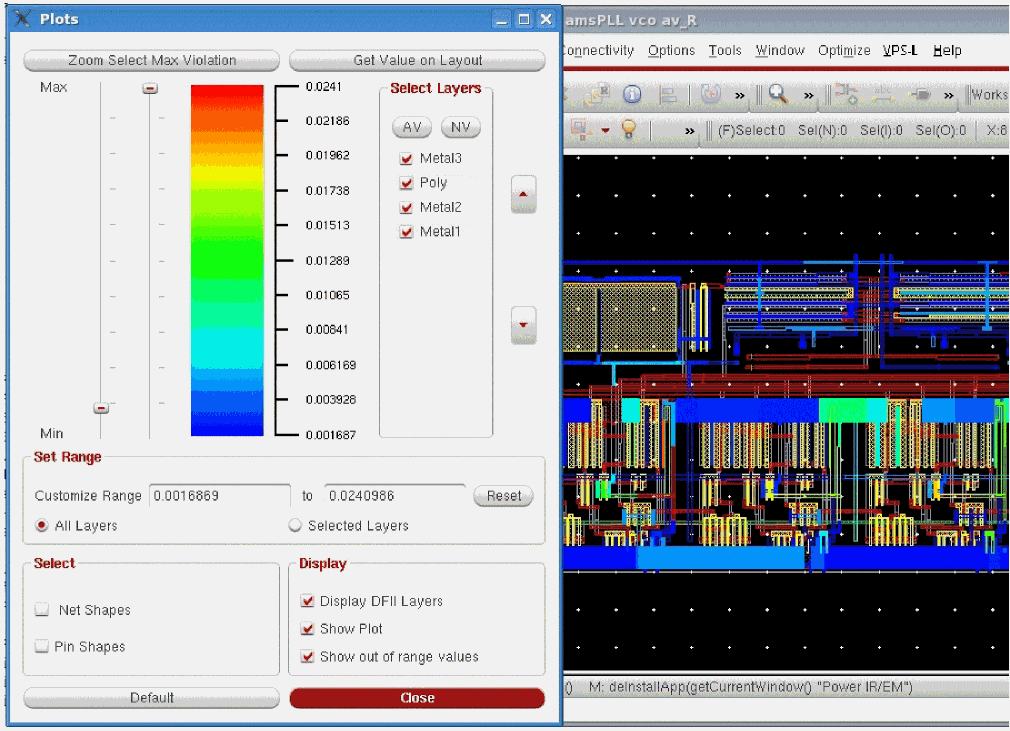 Plots
Zoom Select Max Violation
Get Value on Layout
Max
Min
0.0241
0.02186
0.01962
0.01738
0.01513
0.01289
0.01065
0.00841
0.006169
0.003928
0.001687
Select Layers
AV NV
Metal3
Poly
Metal2
Metal1
Set Range
Customize Range 0.0016869 to 0.0240986 Reset
All Layers Selected Layers
Select
Net Shapes
Pin Shapes
Display
Display DFII Layers
Show Plot
Show out of range values
Default
Close
amsPLL vco av_R
onnectivity Options Tools Window Optimize VPS-L Help
» » » Works
» (F)Select:0 Sel(N):0 Sel(I):0 Sel(O):0 X:6
() M: deInstallApp(getCurrentWindow() "Power IR/EM")